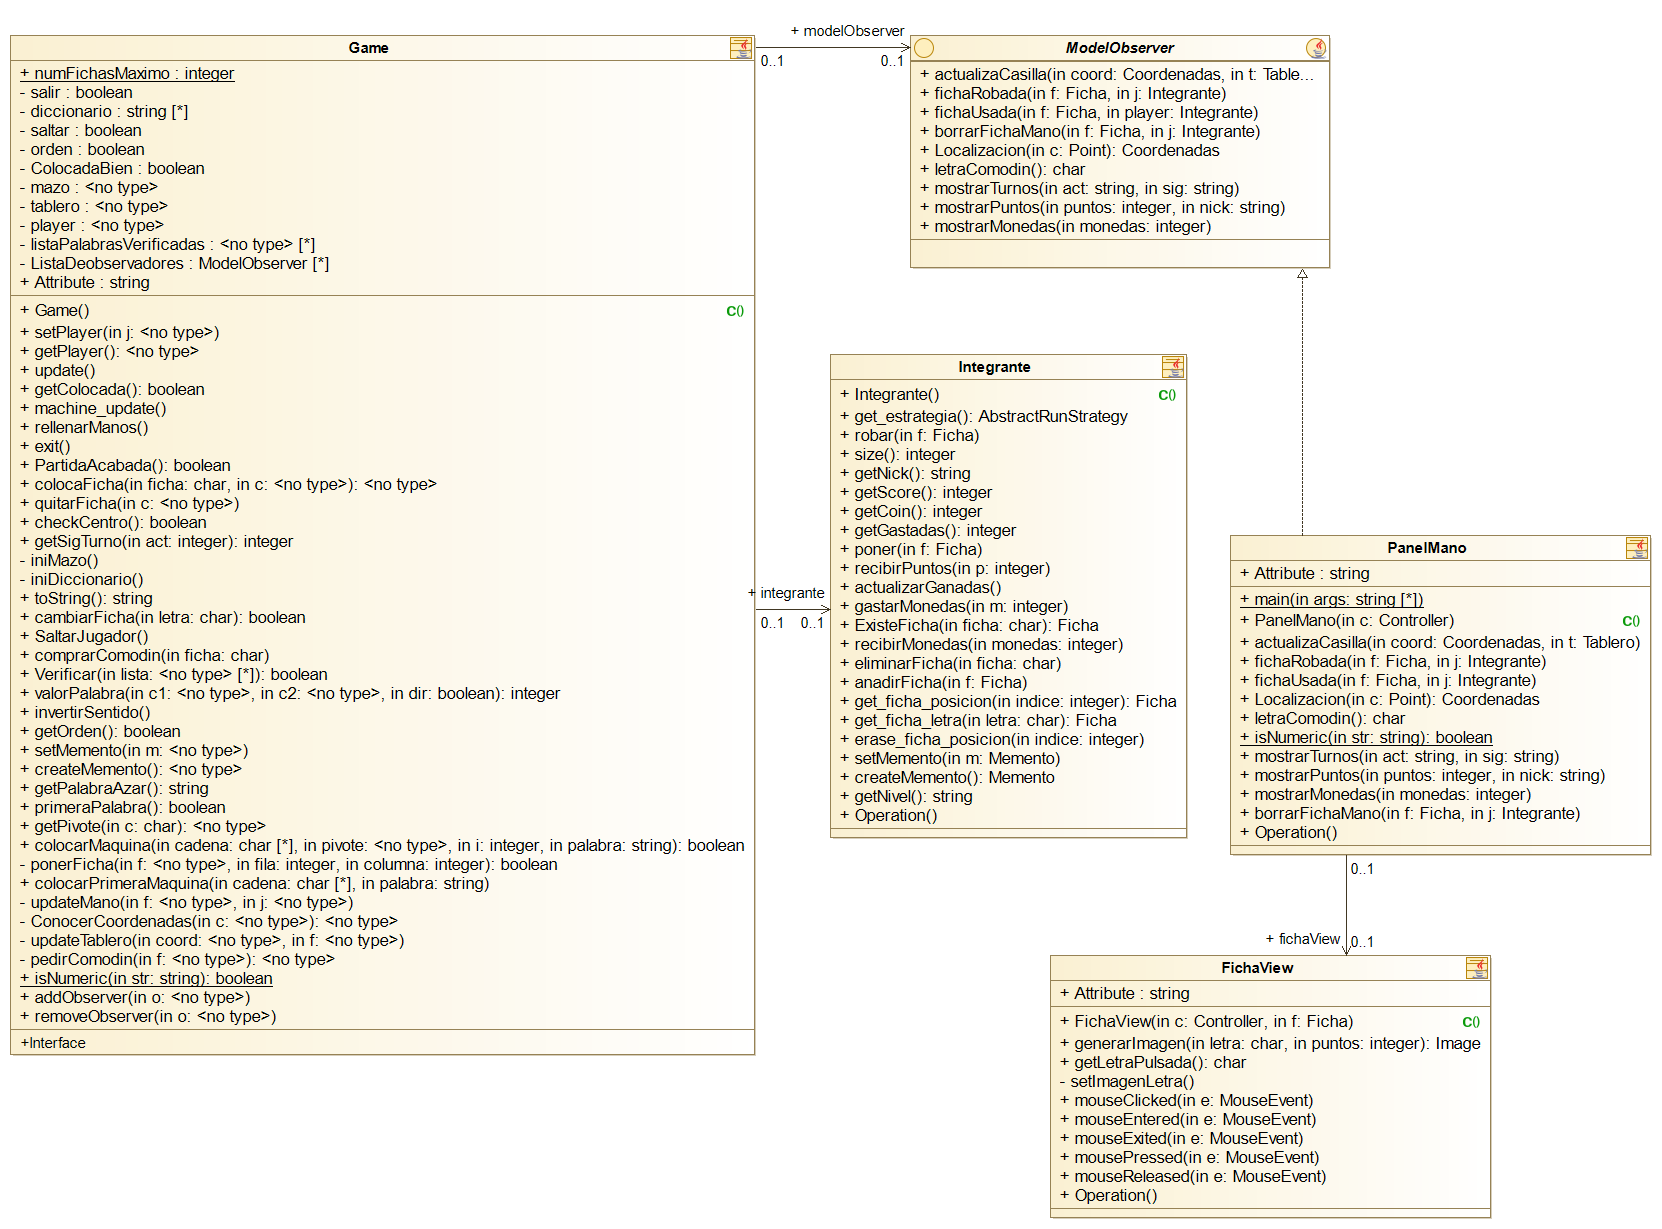 Game
+ numFichasMaximo : integer
- salir : boolean
- diccionario : string [*]
- saltar : boolean
- orden : boolean
- ColocadaBien : boolean
- mazo : <no type>
- tablero : <no type>
- player : <no type>
- listaPalabrasVerificadas : <no type> [*]
- ListaDeobservadores : ModelObserver [*]
+ Attribute : string
+ Game()
C()
+ setPlayer(in j: <no type>)
+ getPlayer(): <no type>
+ update()
+ getColocada(): boolean
+ machine_update()
+ rellenarManos()
+ exit()
+ PartidaAcabada(): boolean
+ colocaFicha(in ficha: char, in c: <no type>): <no type>
+ quitarFicha(in c: <no type>)
+ checkCentro(): boolean
+ getSigTurno(in act: integer): integer
- iniMazo()
- iniDiccionario()
+ toString(): string
+ cambiarFicha(in letra: char): boolean
+ SaltarJugador()
+ comprarComodin(in ficha: char)
+ Verificar(in lista: <no type> [*]): boolean
+ valorPalabra(in c1: <no type>, in c2: <no type>, in dir: boolean): integer
+ invertirSentido()
+ getOrden(): boolean
+ setMemento(in m: <no type>)
+ createMemento(): <no type>
+ getPalabraAzar(): string
+ primeraPalabra(): boolean
+ getPivote(in c: char): <no type>
+ colocarMaquina(in cadena: char [*], in pivote: <no type>, in i: integer, in palabra: string): boolean
- ponerFicha(in f: <no type>, in fila: integer, in columna: integer): boolean
+ colocarPrimeraMaquina(in cadena: char [*], in palabra: string)
- updateMano(in f: <no type>, in j: <no type>)
- ConocerCoordenadas(in c: <no type>): <no type>
- updateTablero(in coord: <no type>, in f: <no type>)
- pedirComodin(in f: <no type>): <no type>
+ isNumeric(in str: string): boolean
+ addObserver(in o: <no type>)
+ removeObserver(in o: <no type>)
+Interface
+ modelObserver
0..1
0..1
ModelObserver
+ actualizaCasilla(in coord: Coordenadas, in t: Table...
+ fichaRobada(in f: Ficha, in j: Integrante)
+ fichaUsada(in f: Ficha, in player: Integrante)
+ borrarFichaMano(in f: Ficha, in j: Integrante)
+ Localizacion(in c: Point): Coordenadas
+ letraComodin(): char
+ mostrarTurnos(in act: string, in sig: string)
+ mostrarPuntos(in puntos: integer, in nick: string)
+ mostrarMonedas(in monedas: integer)
+ integrante
0..1
0..1
Integrante
+ Integrante()
C()
+ get_estrategia(): AbstractRunStrategy
+ robar(in f: Ficha)
+ size(): integer
+ getNick(): string
+ getScore(): integer
+ getCoin(): integer
+ getGastadas(): integer
+ poner(in f: Ficha)
+ recibirPuntos(in p: integer)
+ actualizarGanadas()
+ gastarMonedas(in m: integer)
+ ExisteFicha(in ficha: char): Ficha
+ recibirMonedas(in monedas: integer)
+ eliminarFicha(in ficha: char)
+ anadirFicha(in f: Ficha)
+ get_ficha_posicion(in indice: integer): Ficha
+ get_ficha_letra(in letra: char): Ficha
+ erase_ficha_posicion(in indice: integer)
+ setMemento(in m: Memento)
+ createMemento(): Memento
+ getNivel(): string
+ Operation()
PanelMano
+ Attribute : string
+ main(in args: string [*])
+ PanelMano(in c: Controller)
C()
+ actualizaCasilla(in coord: Coordenadas, in t: Tablero)
+ fichaRobada(in f: Ficha, in j: Integrante)
+ fichaUsada(in f: Ficha, in j: Integrante)
+ Localizacion(in c: Point): Coordenadas
+ letraComodin(): char
+ isNumeric(in str: string): boolean
+ mostrarTurnos(in act: string, in sig: string)
+ mostrarPuntos(in puntos: integer, in nick: string)
+ mostrarMonedas(in monedas: integer)
+ borrarFichaMano(in f: Ficha, in j: Integrante)
+ Operation()
0..1
+ fichaView
0..1
FichaView
+ Attribute : string
+ FichaView(in c: Controller, in f: Ficha)
C()
+ generarImagen(in letra: char, in puntos: integer): Image
+ getLetraPulsada(): char
- setImagenLetra()
+ mouseClicked(in e: MouseEvent)
+ mouseEntered(in e: MouseEvent)
+ mouseExited(in e: MouseEvent)
+ mousePressed(in e: MouseEvent)
+ mouseReleased(in e: MouseEvent)
+ Operation()